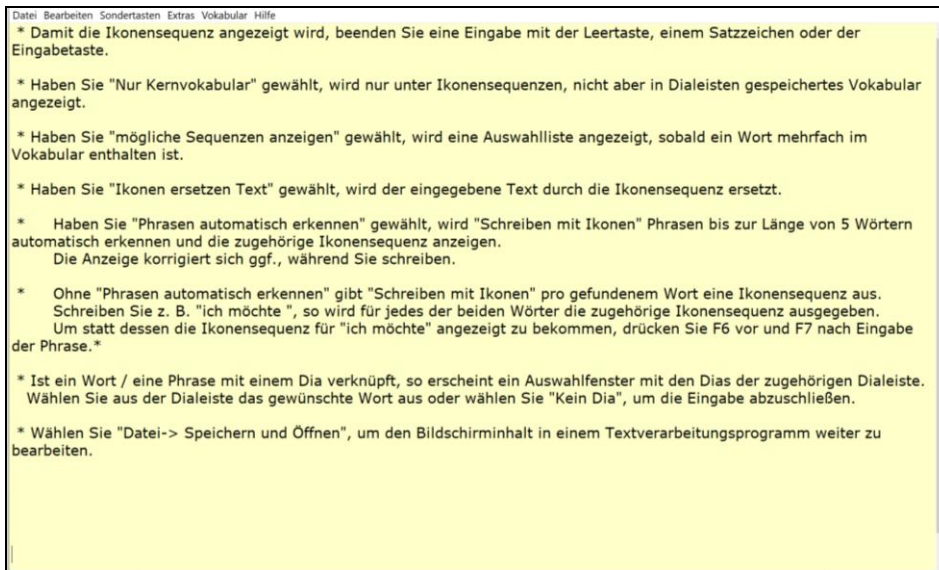 Datei Bearbeiten Sondertasten Extras Vokabular Hilfe
* Damit die Ikonensequenz angezeigt wird, beenden Sie eine Eingabe mit der Leertaste, einem Satzzeichen oder der
Eingabetaste.
* Haben Sie "Nur Kernvokabular" gewählt, wird nur unter Ikonensequenzen, nicht aber in Dialeisten gespeichertes Vokabular
angezeigt.
* Haben Sie "mögliche Sequenzen anzeigen" gewählt, wird eine Auswahlliste angezeigt, sobald ein Wort mehrfach im
Vokabular enthalten ist.
* Haben Sie "Ikonen ersetzen Text" gewählt, wird der eingegebene Text durch die Ikonensequenz ersetzt.
* Haben Sie "Phrasen automatisch erkennen" gewählt, wird "Schreiben mit Ikonen" Phrasen bis zur Länge von 5 Wörtern
automatisch erkennen und die zugehörige Ikonensequenz anzeigen.
Die Anzeige korrigiert sich ggf., während Sie schreiben.
* Ohne "Phrasen automatisch erkennen" gibt "Schreiben mit Ikonen" pro gefundenem Wort eine Ikonensequenz aus.
Schreiben Sie z. B. "ich möchte ", so wird für jedes der beiden Wörter die zugehörige Ikonensequenz ausgegeben.
Um statt dessen die Ikonensequenz für "ich möchte" angezeigt zu bekommen, drücken Sie F6 vor und F7 nach Eingabe
der Phrase.*
* Ist ein Wort / eine Phrase mit einem Dia verknüpft, so erscheint ein Auswahlfenster mit den Dias der zugehörigen Dialeiste.
Wählen Sie aus der Dialeiste das gewünschte Wort aus oder wählen Sie "Kein Dia", um die Eingabe abzuschließen.
* Wählen Sie "Datei-> Speichern und Öffnen", um den Bildschirminhalt in einem Textverarbeitungsprogramm weiter zu
bearbeiten.